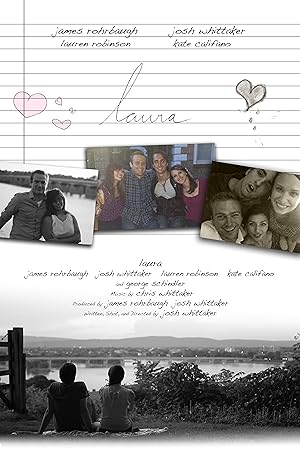 james rohrbaugh josh whittaker
lauren robinson kate califano
laura
laura
james rohrbaugh josh whittaker lauren robinson kate califano
and george schindler
Music by chris whittaker
Produced by james rohrbaugh josh whittaker
Written, Shot, and Directed by josh whittaker